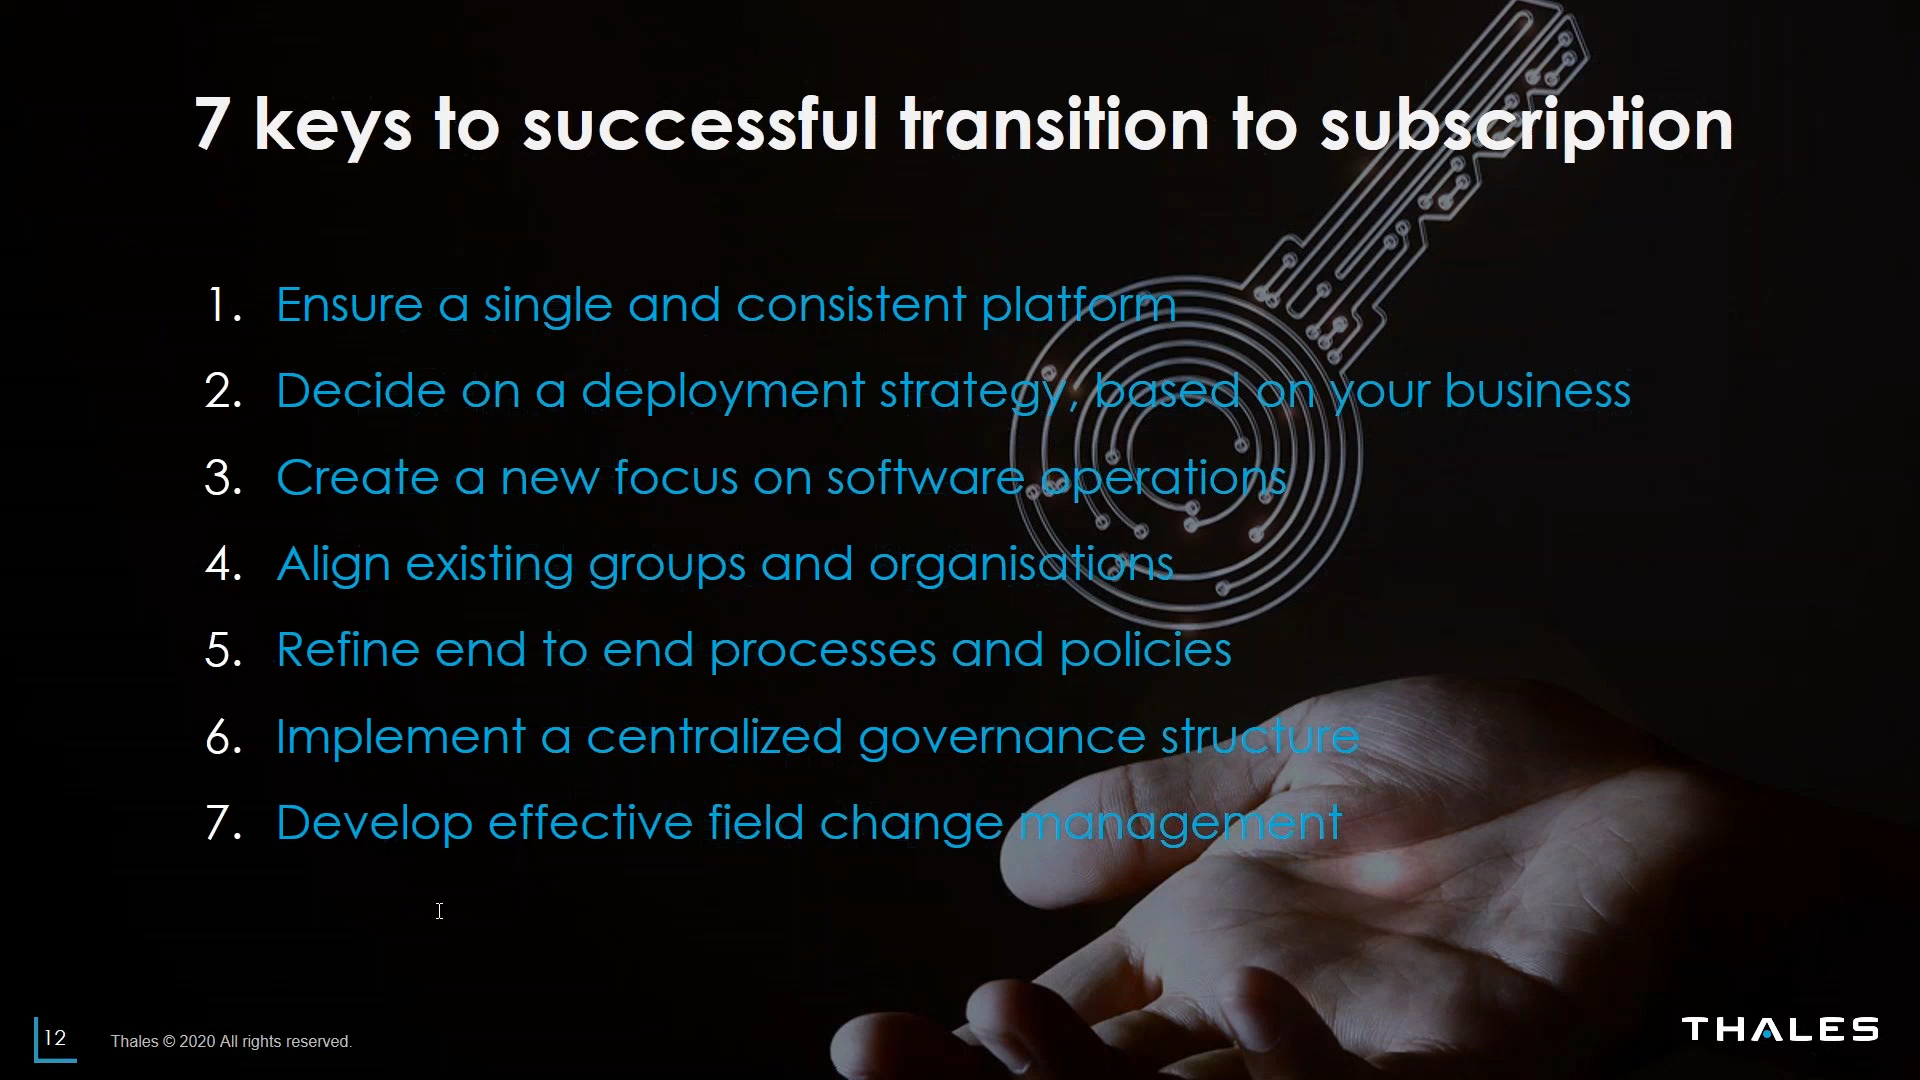 7 keys to successful transition to subscription
1. Ensure a single and consistent platform
2. Decide on a deployment strategy, based on your business
3. Create a new focus on software operations
4. Align existing groups and organisations
5. Refine end to end processes and policies
6. Implement a centralized governance structure
7. Develop effective field change management
12
Thales © 2020 All rights reserved.
THALES